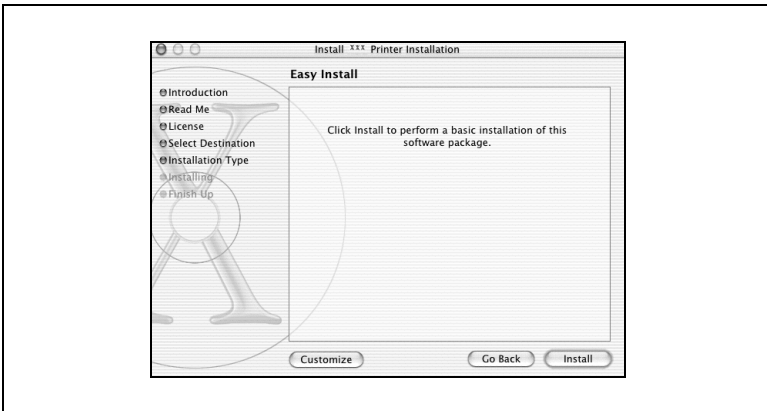 Install xxx Printer Installation
Easy Install
Introduction
Read Me
License
Select Destination
Installation Type
Installing
Finish Up
Click Install to perform a basic installation of this
software package.
Customize
Go Back
Install